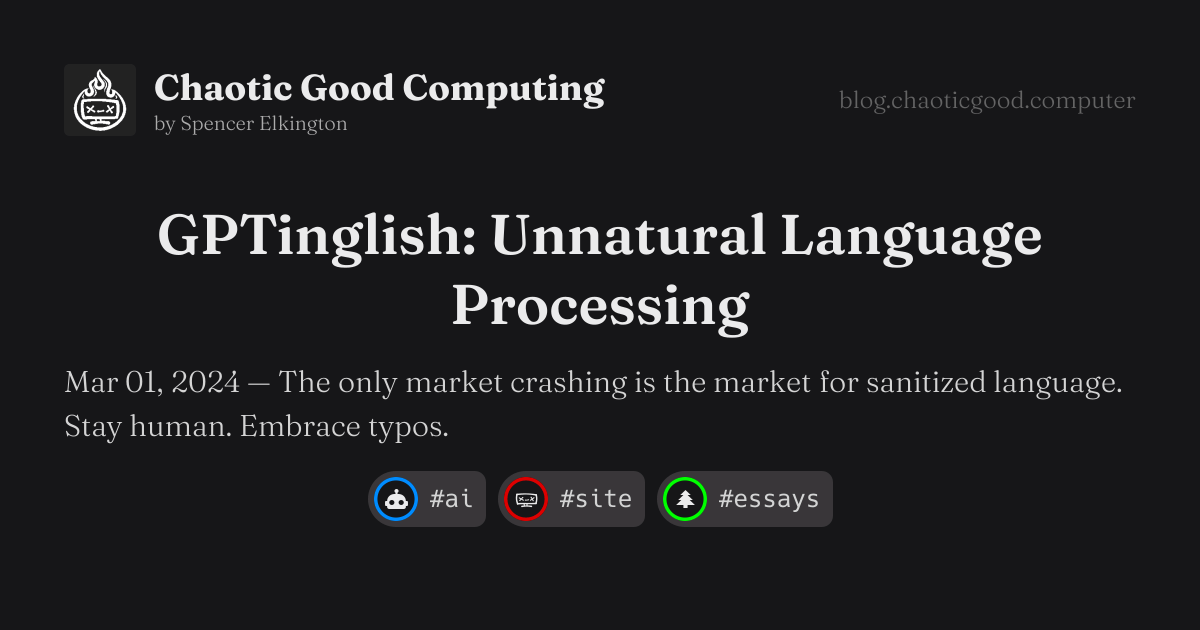 Chaotic Good Computing
by Spencer Elkington
blog.chaoticgood.computer
GPTinglish: Unnatural Language
Processing
Mar 01, 2024 — The only market crashing is the market for sanitized language.
Stay human. Embrace typos.
#ai #site #essays